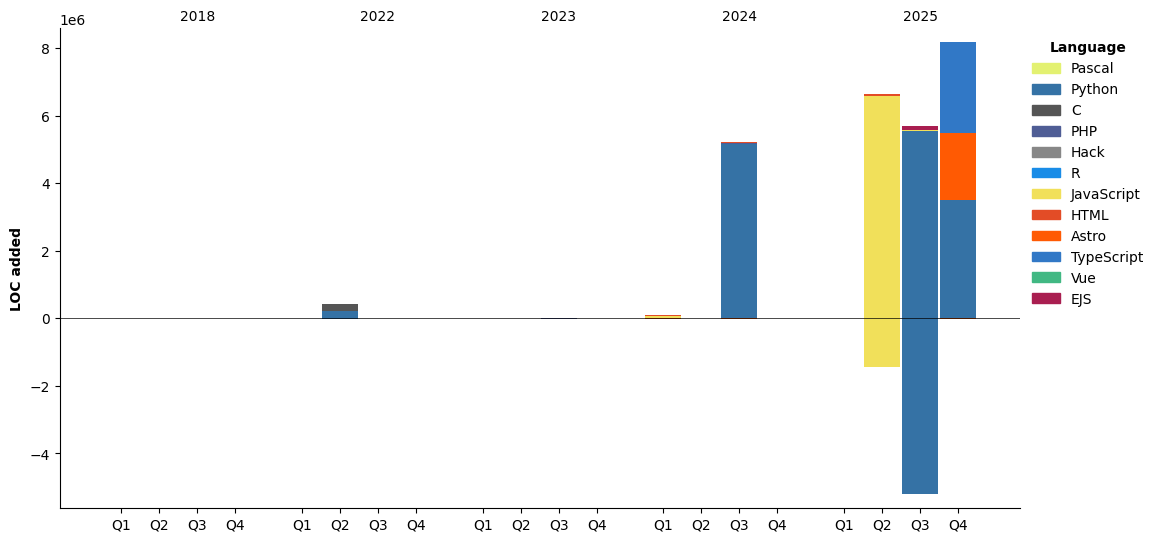 1e6
2018 2022 2023 2024 2025
LOC added
8
6
4
2
0
−2
−4
Q1 Q2 Q3 Q4 Q1 Q2 Q3 Q4 Q1 Q2 Q3 Q4 Q1 Q2 Q3 Q4 Q1 Q2 Q3 Q4
Language
Pascal
Python
C
PHP
Hack
R
JavaScript
HTML
Astro
TypeScript
Vue
EJS